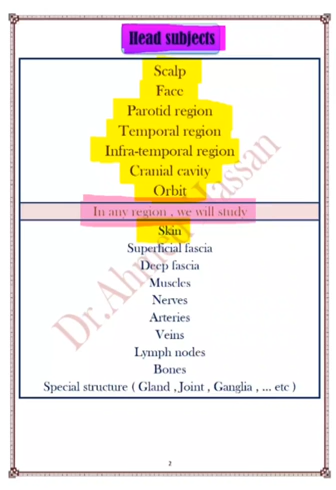 Head subjects
Scalp
Face
Parotid region
Temporal region
Infra-temporal region
Cranial cavity
Orbit
In any region , we will study
Skin
Superficial fascia
Deep fascia
Muscles
Nerves
Arteries
Veins
Lymph nodes
Bones
Special structure ( Gland , Joint , Ganglia , ... etc )
2